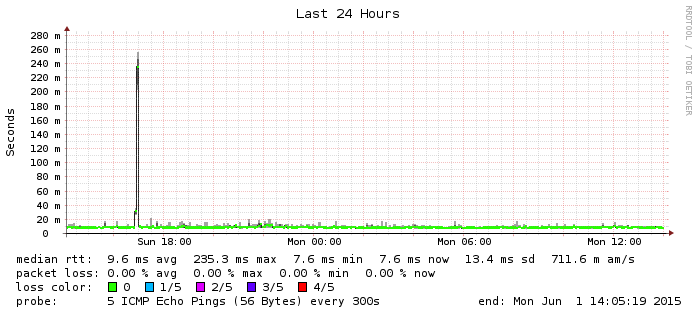 Last 24 Hours
RRDTOOL / TOBI OETIKER
Seconds
280 m
260 m
240 m
220 m
200 m
180 m
160 m
140 m
120 m
100 m
80 m
60 m
40 m
20 m
0
Sun 18:00 Mon 00:00 Mon 06:00 Mon 12:00
median rtt: 9.6 ms avg 235.3 ms max 7.6 ms min 7.6 ms now 13.4 ms sd 711.6 m am/s
packet loss: 0.00 % avg 0.00 % max 0.00 % min 0.00 % now
loss color: 0 1/5 2/5 3/5 4/5
probe: 5 ICMP Echo Pings (56 Bytes) every 300s end: Mon Jun 1 14:05:19 2015